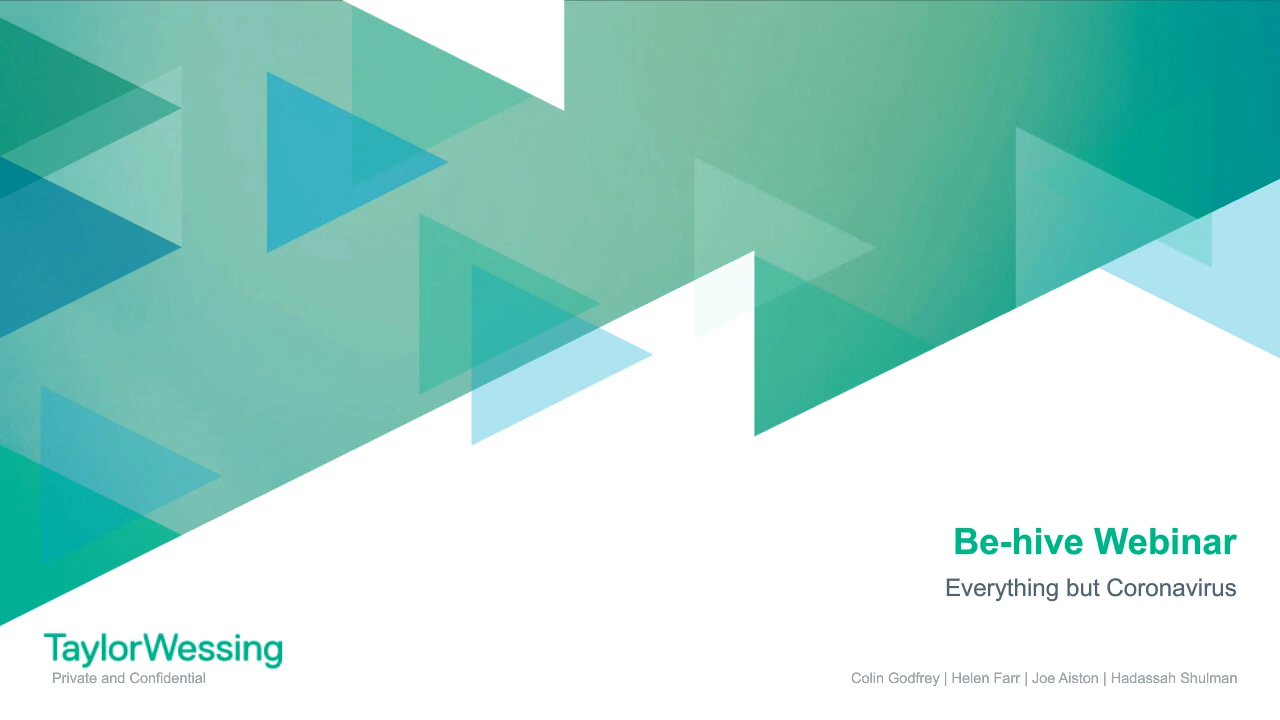 Be-hive Webinar
Everything but Coronavirus
TaylorWessing
Private and Confidential
Colin Godfrey | Helen Farr | Joe Aiston | Hadassah Shulman